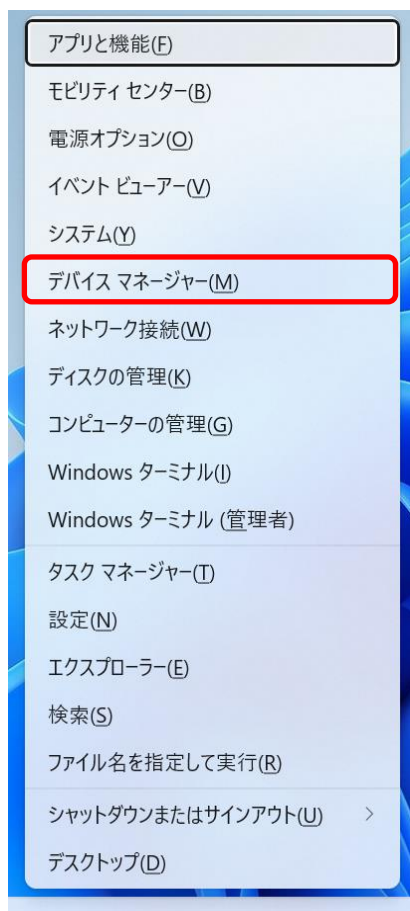 アプリと機能(F)
モビリティ センター(B)
電源オプション(O)
イベント ビューアー(V)
システム(Y)
デバイス マネージャー(M)
ネットワーク接続(W)
ディスクの管理(K)
コンピューターの管理(G)
Windows ターミナル(I)
Windows ターミナル (管理者)
タスク マネージャー(T)
設定(N)
エクスプローラー(E)
検索(S)
ファイル名を指定して実行(R)
シャットダウンまたはサインアウト(U)
デスクトップ(D)